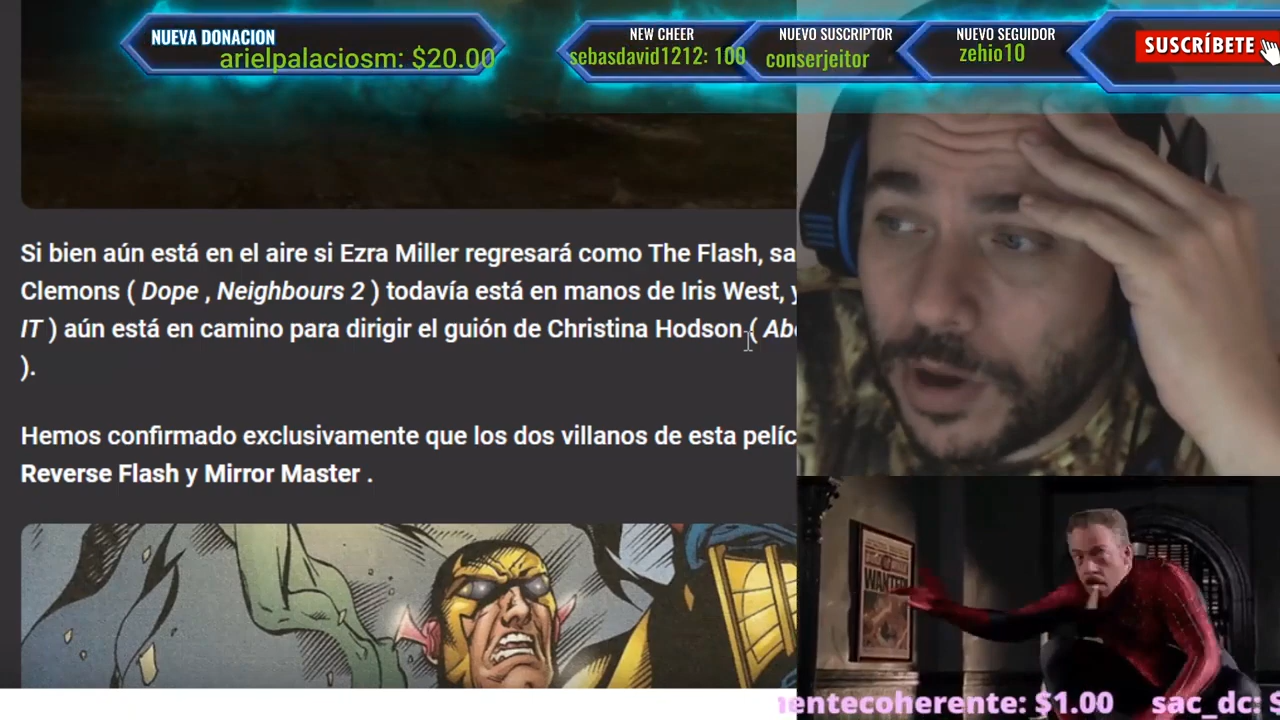 NUEVA DONACION
arielpalaciosm: $20.00
NEW CHEER
sebasdavid1212: 100
NUEVO SUSCRIPTOR
conserjeitor
NUEVO SEGUIDOR
zehio10
SUSCRÍBETE
Si bien aún está en el aire si Ezra Miller regresará como The Flash, sa
Clemons ( Dope , Neighbours 2 ) todavía está en manos de Iris West, y
IT ) aún está en camino para dirigir el guión de Christina Hodson ( Ab
).
Hemos confirmado exclusivamente que los dos villanos de esta pelíc
Reverse Flash y Mirror Master .
WANTED
entecoherente: $1.00 sac_dc: $